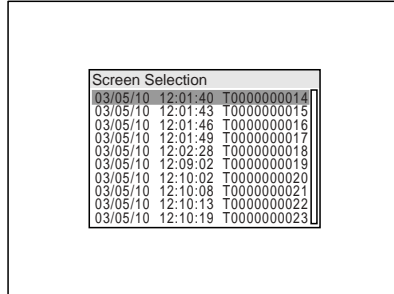 Screen Selection
03/05/10 12:01:40 T0000000014
03/05/10 12:01:43 T0000000015
03/05/10 12:01:46 T0000000016
03/05/10 12:01:49 T0000000017
03/05/10 12:02:28 T0000000018
03/05/10 12:09:02 T0000000019
03/05/10 12:10:02 T0000000020
03/05/10 12:10:08 T0000000021
03/05/10 12:10:13 T0000000022
03/05/10 12:10:19 T0000000023